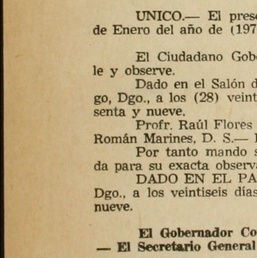 UNICO.— El pres
de Enero del año de (197
El Ciudadano Gob
le y observe.
Dado en el Salón d
go, Dgo., a los (28) veint
senta y nueve.
Profr. Raúl Flores
Román Marines, D. S.— I
Por tanto mando s
da para su exacta observa
DADO EN EL PA
Dgo., a los veintiseis días
nueve.
El Gobernador Co
— El Secretario General